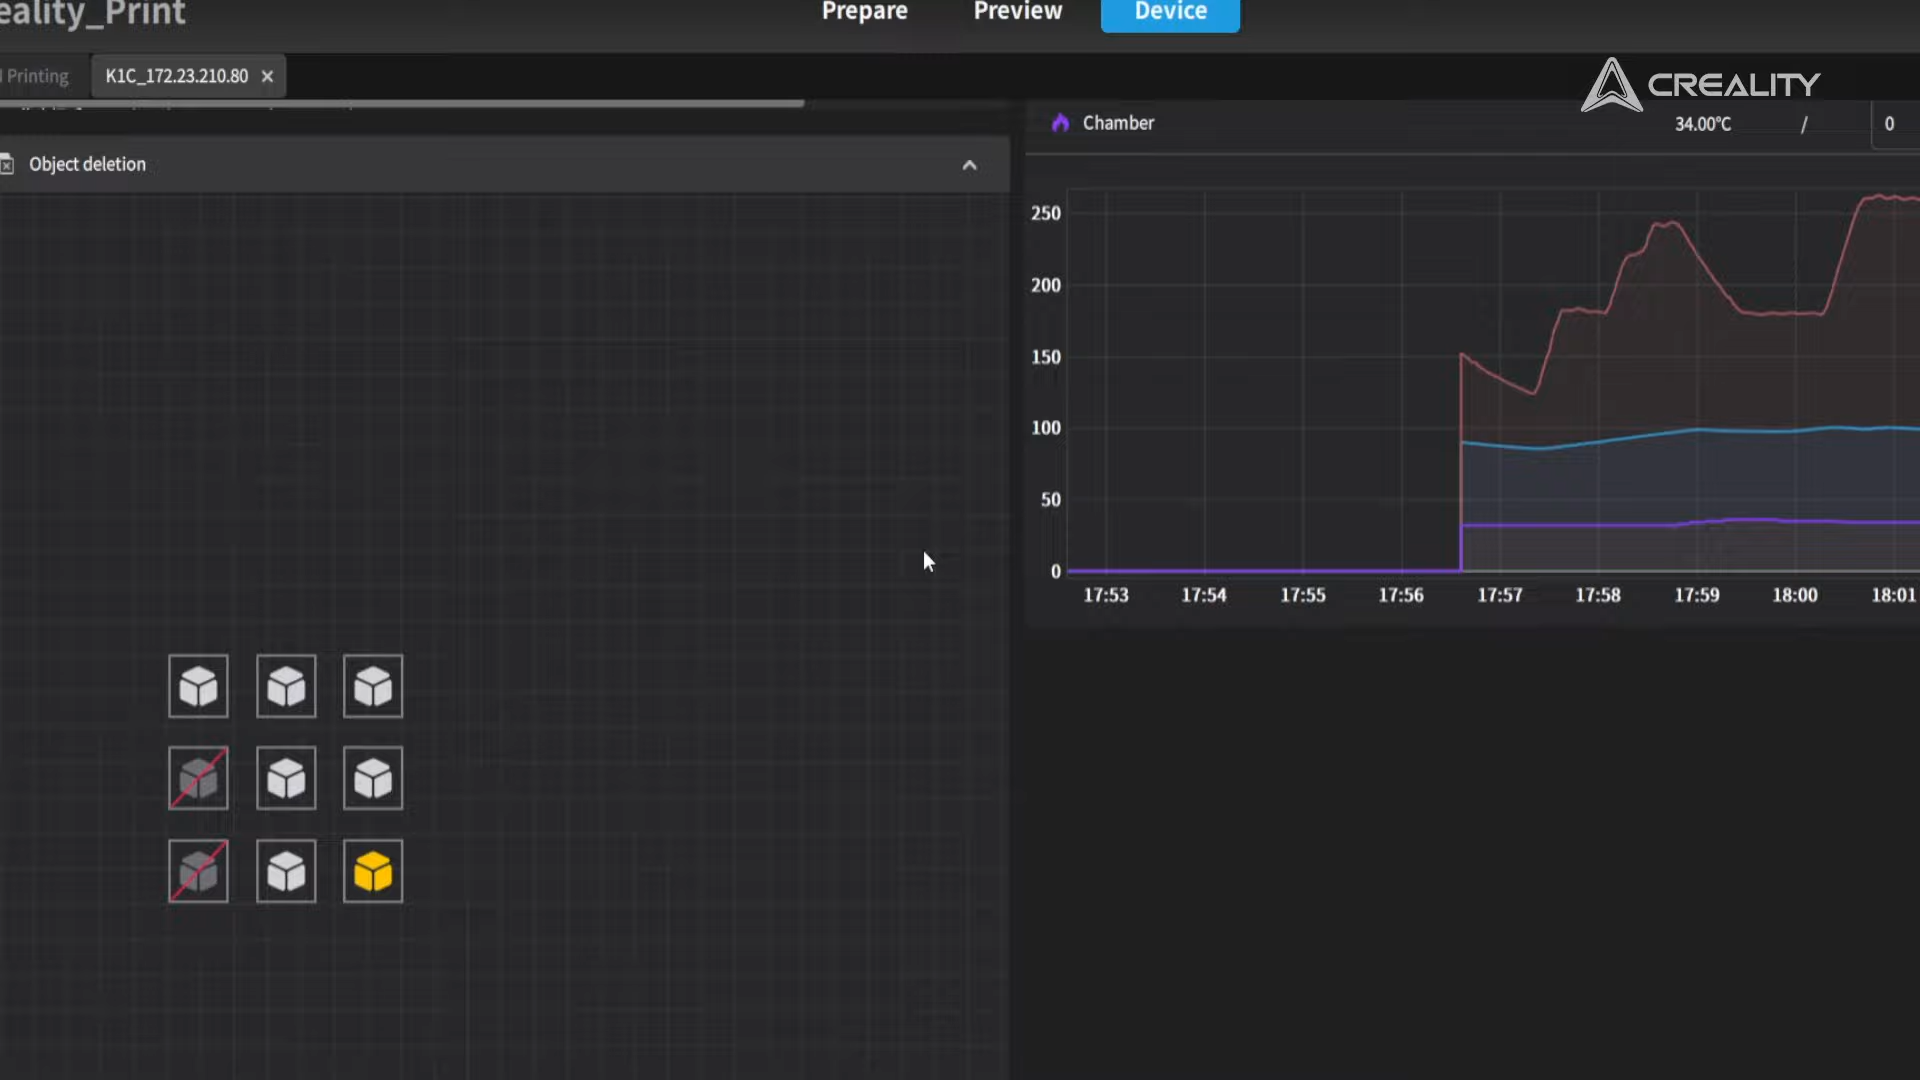 eality_Print
Prepare
Preview
Device
Printing
K1C_172.23.210.80
CREALITY
Chamber
34.00°C
/
0
Object deletion
250
200
150
100
50
0
17:53
17:54
17:55
17:56
17:57
17:58
17:59
18:00
18:01